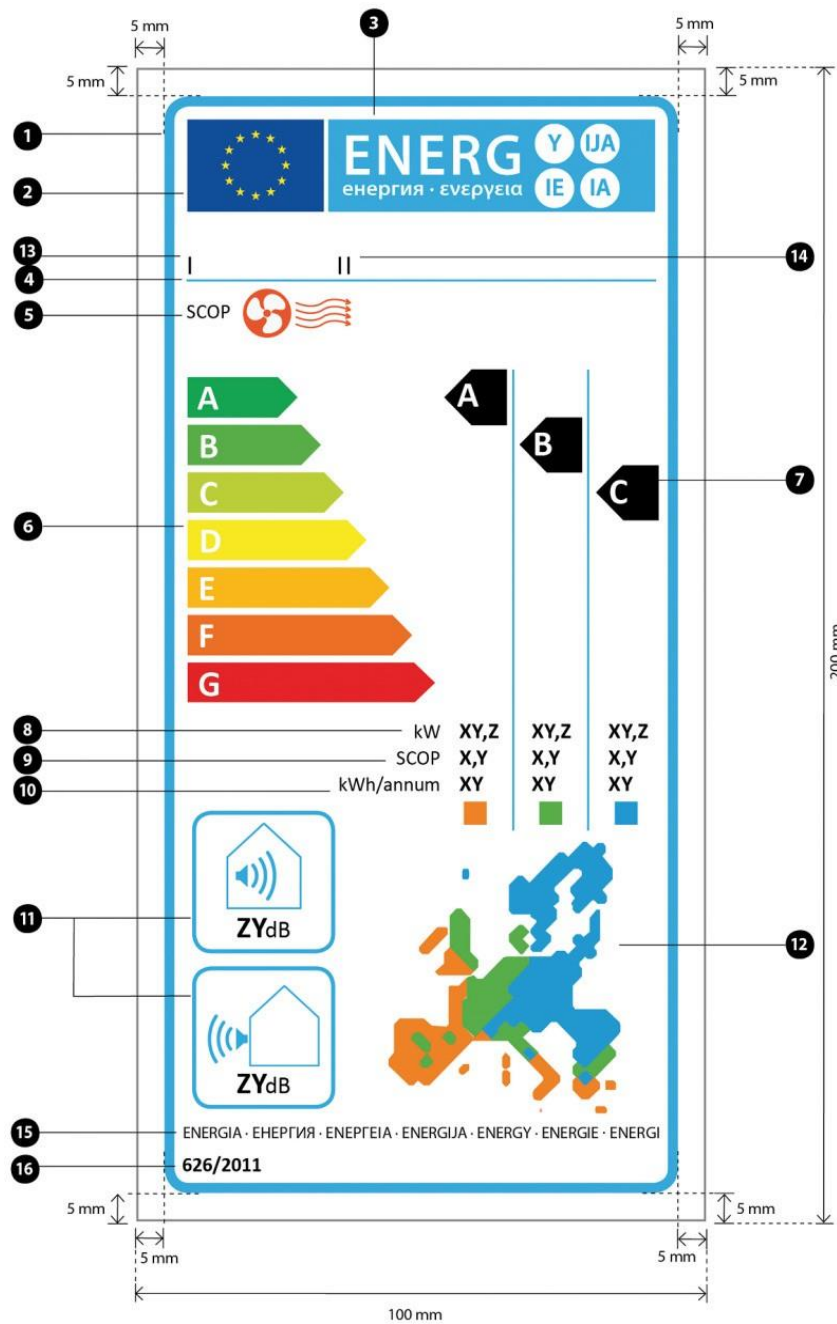 5 mm 3 5 mm
5 mm 5 mm
1
ENERG Y IJA
2 енергия · ενεργεια IE IA
13 I II 14
4
5 SCOP
A A
B B
C C 7
6 D
E
F
G
200 mm
8 kW XY,Z XY,Z XY,Z
9 SCOP X,Y X,Y X,Y
10 kWh/annum XY XY XY
11 ZYdB 12
ZYdB
15 ENERGIA · ЕНЕРГИЯ · ΕΝΕΡΓΕΙΑ · ENERGIJA · ENERGY · ENERGIE · ENERGI
16 626/2011
5 mm 5 mm
5 mm 5 mm
100 mm